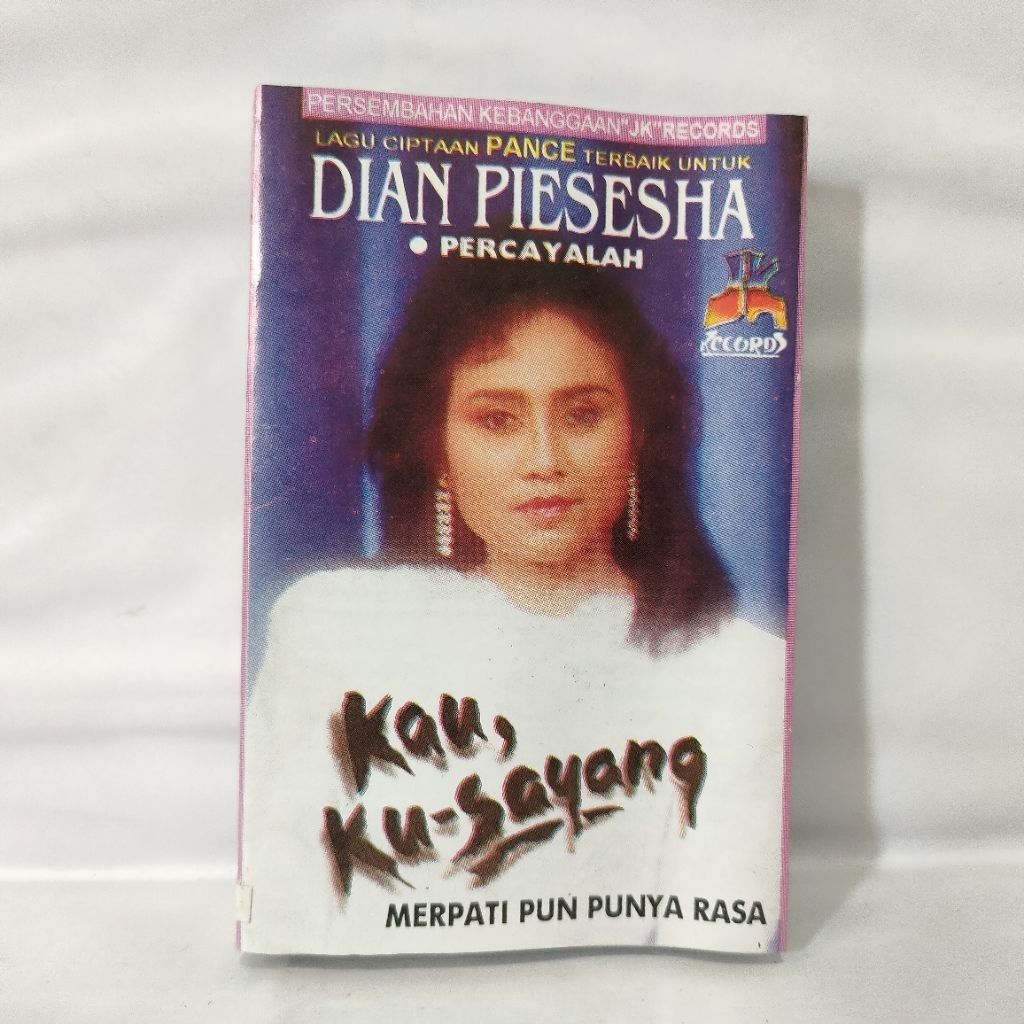 PERSEMBAHAN KEBANGGAAN"JK"RECORDS
LAGU CIPTAAN PANCE TERBAIK UNTUK
DIAN PIESESHA
• PERCAYALAH
JK
RECORDS
Kau,
Ku-Sayang
MERPATI PUN PUNYA RASA